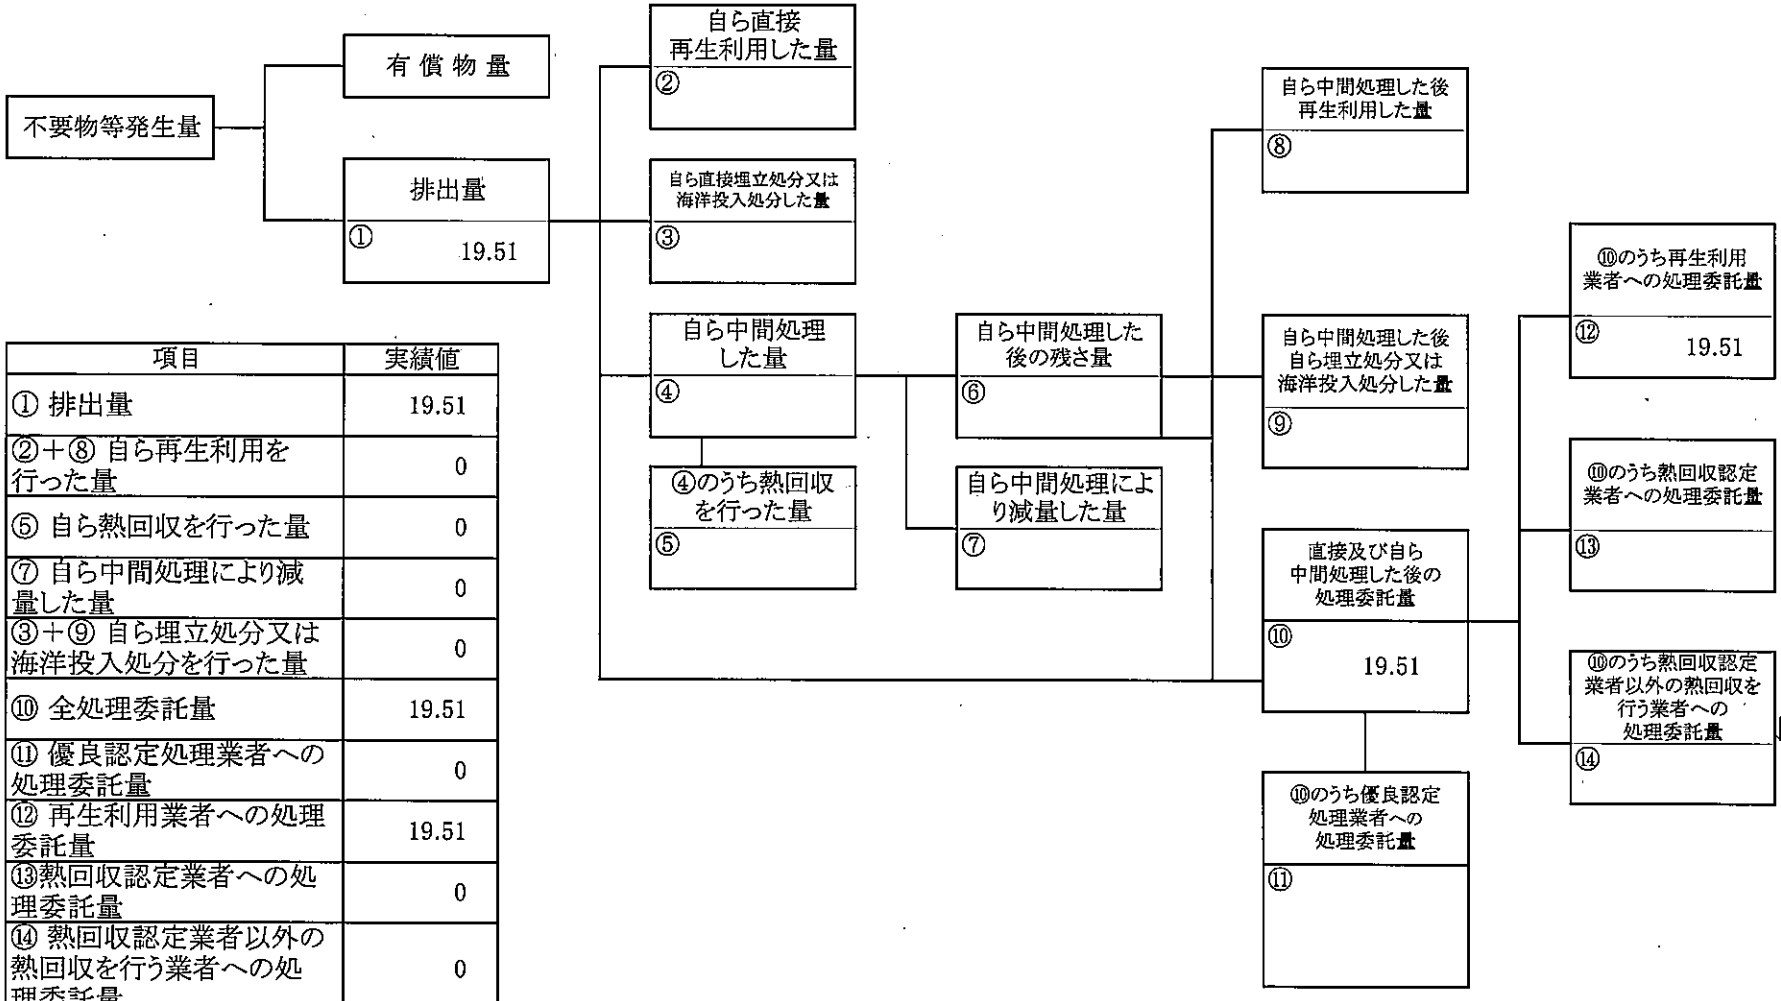 不要物等発生量
有償物量
排出量
①
19.51
自ら直接
再生利用した量
②
自ら直接埋立処分又は
海洋投入処分した量
③
自ら中間処理
した量
④
④のうち熱回収
を行った量
⑤
自ら中間処理した
後の残さ量
⑥
自ら中間処理によ
り減量した量
⑦
自ら中間処理した後
再生利用した量
⑧
自ら中間処理した後
自ら埋立処分又は
海洋投入処分した量
⑨
直接及び自ら
中間処理した後の
処理委託量
⑩
19.51
⑩のうち優良認定
処理業者への
処理委託量
⑪
⑩のうち再生利用
業者への処理委託量
⑫
19.51
⑩のうち熱回収認定
業者への処理委託量
⑬
⑩のうち熱回収認定
業者以外の熱回収を
行う業者への
処理委託量
⑭
項目 実績値
① 排出量 19.51
②+⑧ 自ら再生利用を
行った量 0
⑤ 自ら熱回収を行った量 0
⑦ 自ら中間処理により減
量した量 0
③+⑨ 自ら埋立処分又は
海洋投入処分を行った量 0
⑩ 全処理委託量 19.51
⑪ 優良認定処理業者への
処理委託量 0
⑫ 再生利用業者への処理
委託量 19.51
⑬熱回収認定業者への処
理委託量 0
⑭ 熱回収認定業者以外の
熱回収を行う業者への処 0
理委託量